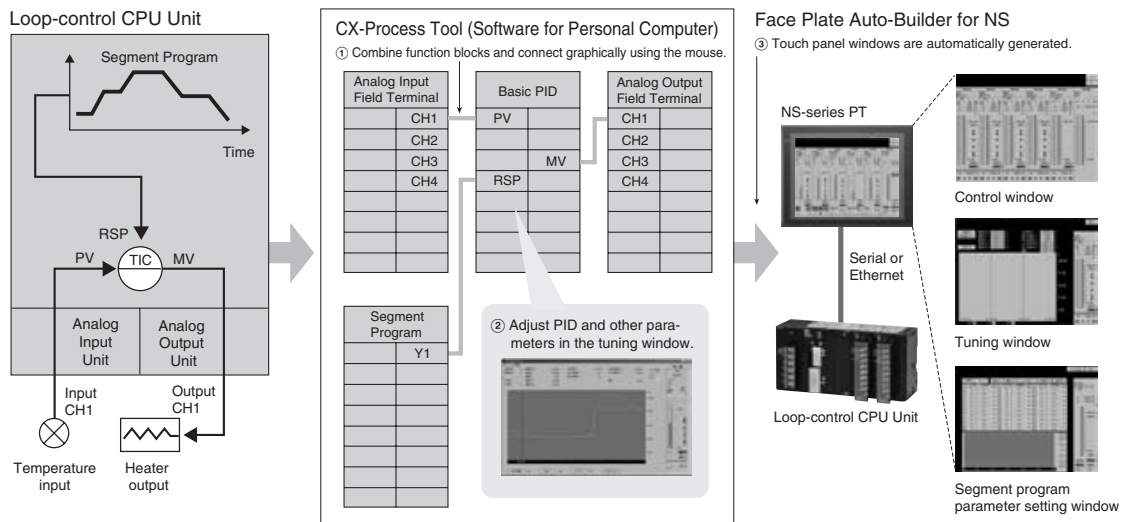 Loop-control CPU Unit
Segment Program
Time
RSP
PV
TIC
MV
Analog
Input
Unit
Analog
Output
Unit
Input
CH1
Output
CH1
Temperature
input
Heater
output
CX-Process Tool (Software for Personal Computer)
① Combine function blocks and connect graphically using the mouse.
Analog Input
Field Terminal
CH1
CH2
CH3
CH4
Basic PID
PV
MV
RSP
Analog Output
Field Terminal
CH1
CH2
CH3
CH4
Segment
Program
Y1
② Adjust PID and other para-
meters in the tuning window.
Face Plate Auto-Builder for NS
③ Touch panel windows are automatically generated.
NS-series PT
Serial or
Ethernet
Loop-control CPU Unit
Control window
Tuning window
Segment program
parameter setting window